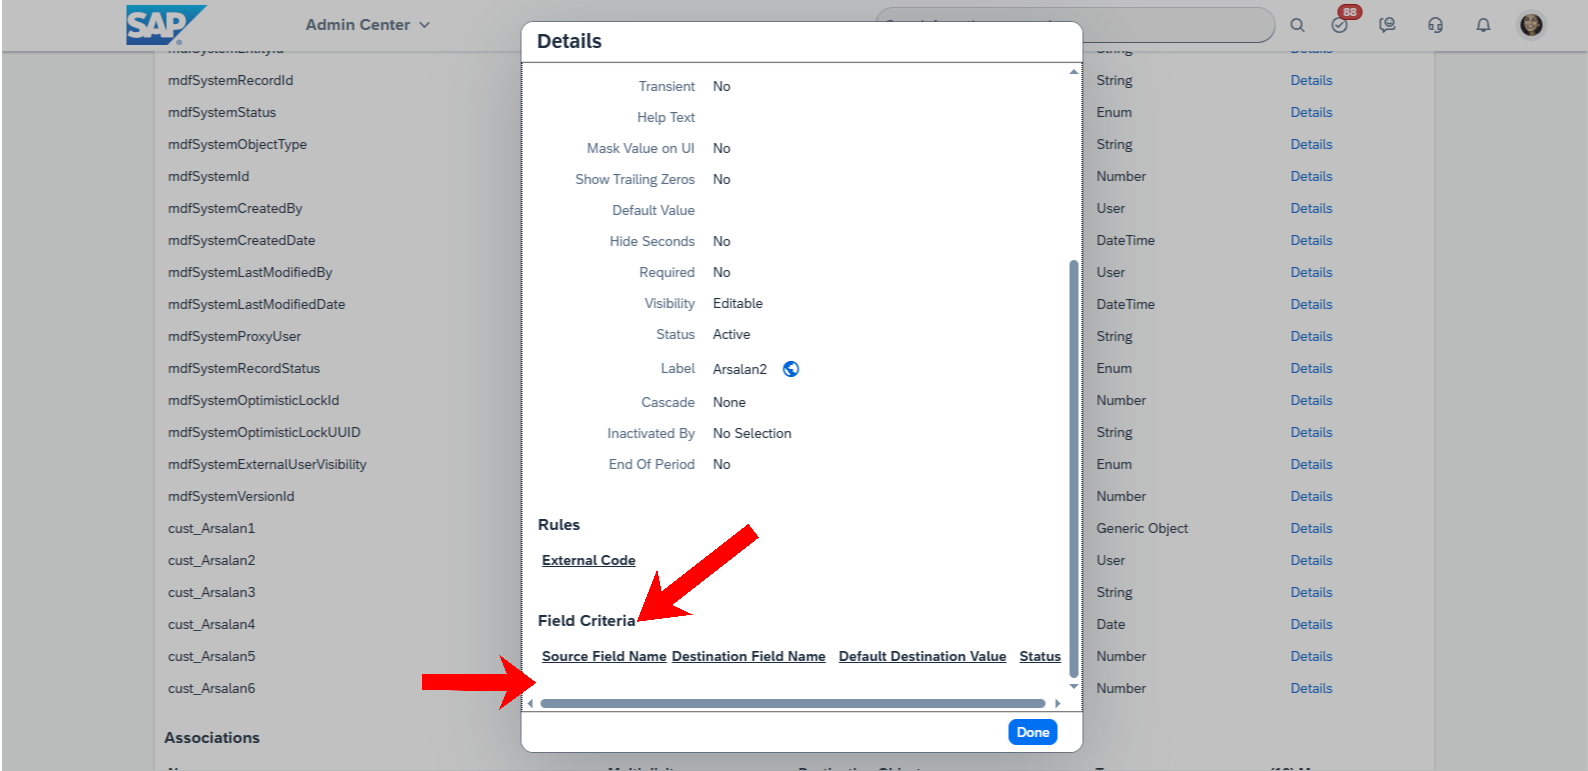 SAP
Admin Center
88
Details
mdfSystemRecordId String Details
mdfSystemStatus Enum Details
mdfSystemObjectType String Details
mdfSystemId Number Details
mdfSystemCreatedBy User Details
mdfSystemCreatedDate DateTime Details
mdfSystemLastModifiedBy User Details
mdfSystemLastModifiedDate DateTime Details
mdfSystemProxyUser String Details
mdfSystemRecordStatus Enum Details
mdfSystemOptimisticLockId Number Details
mdfSystemOptimisticLockUUID String Details
mdfSystemExternalUserVisibility Enum Details
mdfSystemVersionId Number Details
cust_Arsalan1 Generic Object Details
cust_Arsalan2 User Details
cust_Arsalan3 String Details
cust_Arsalan4 Date Details
cust_Arsalan5 Number Details
cust_Arsalan6 Number Details
Associations
Transient No
Help Text
Mask Value on UI No
Show Trailing Zeros No
Default Value
Hide Seconds No
Required No
Visibility Editable
Status Active
Label Arsalan2
Cascade None
Inactivated By No Selection
End Of Period No
Rules
External Code
Field Criteria
Source Field Name Destination Field Name Default Destination Value Status
Done